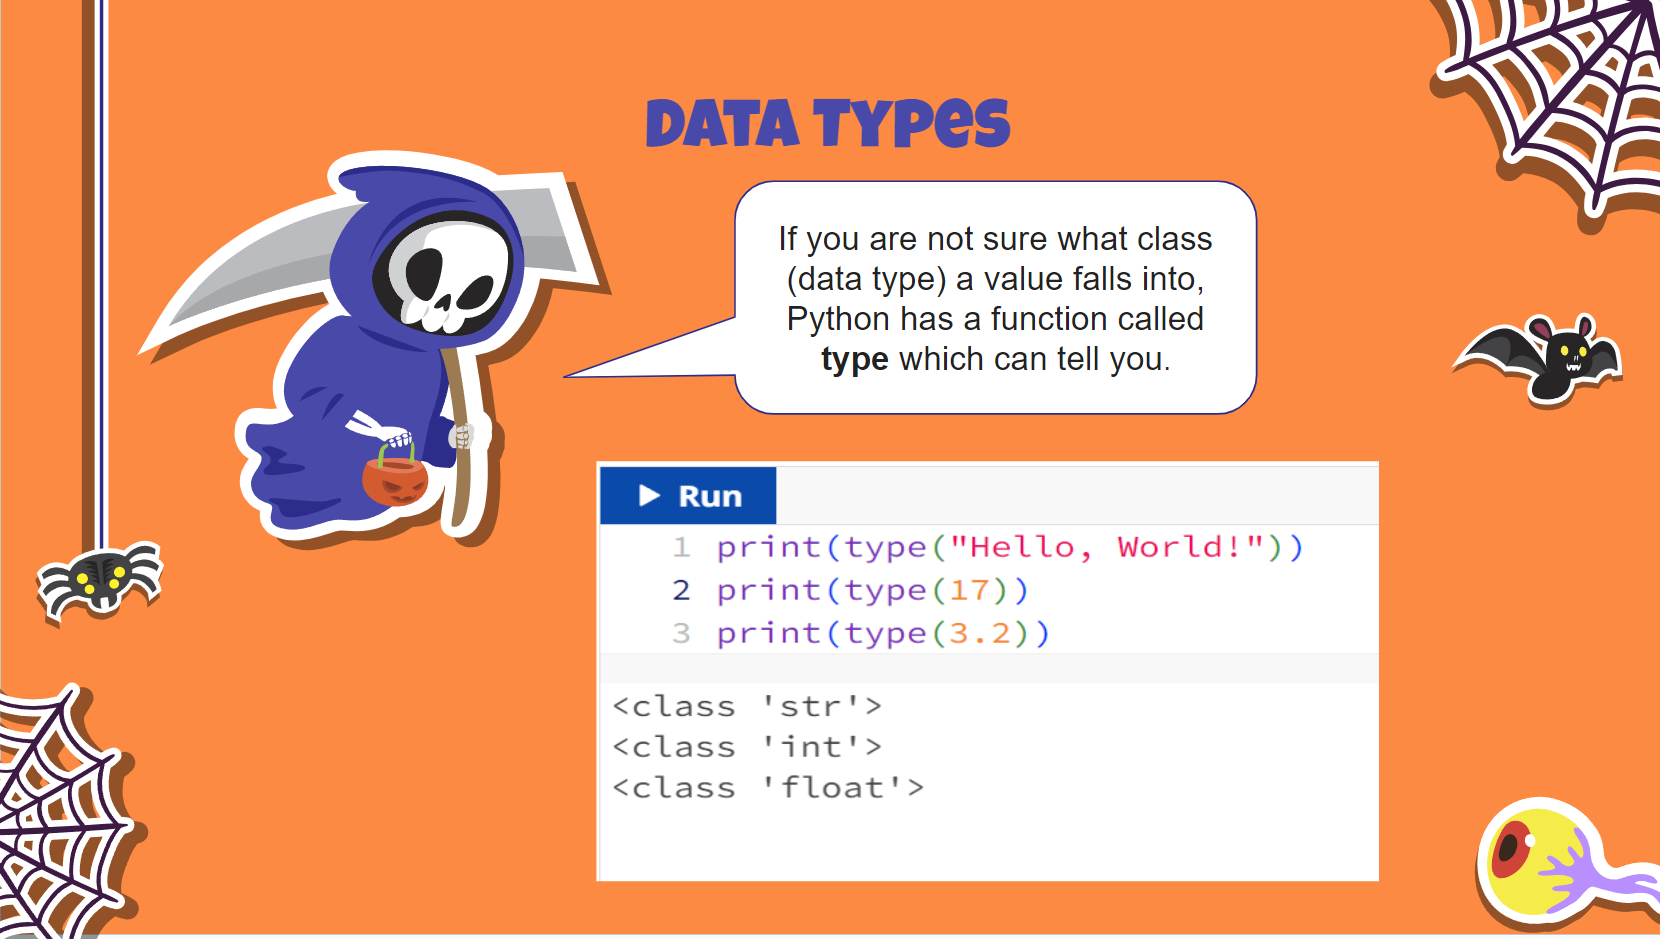 DATA TYPES
If you are not sure what class
(data type) a value falls into,
Python has a function called
type which can tell you.
Run
1 print(type("Hello, World!"))
2 print(type(17))
3 print(type(3.2))
<class 'str'>
<class 'int'>
<class 'float'>